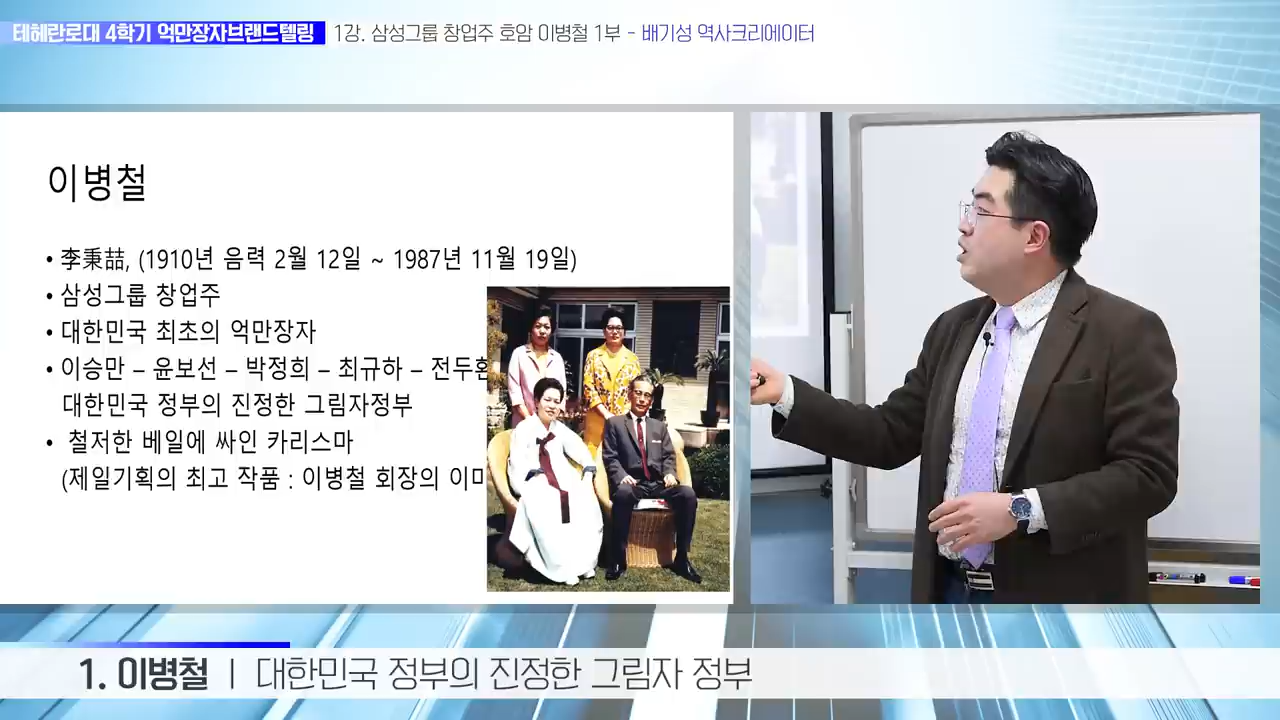 테헤란로대 4학기 억만장자브랜드텔링 1강. 삼성그룹 창업주 호암 이병철 1부 - 배기성 역사크리에이터
이병철
• 李秉喆, (1910년 음력 2월 12일 ~ 1987년 11월 19일)
• 삼성그룹 창업주
• 대한민국 최초의 억만장자
• 이승만 – 윤보선 – 박정희 – 최규하 – 전두환
대한민국 정부의 진정한 그림자정부
• 철저한 베일에 싸인 카리스마
(제일기획의 최고 작품 : 이병철 회장의 이미
1. 이병철 ㅣ 대한민국 정부의 진정한 그림자 정부